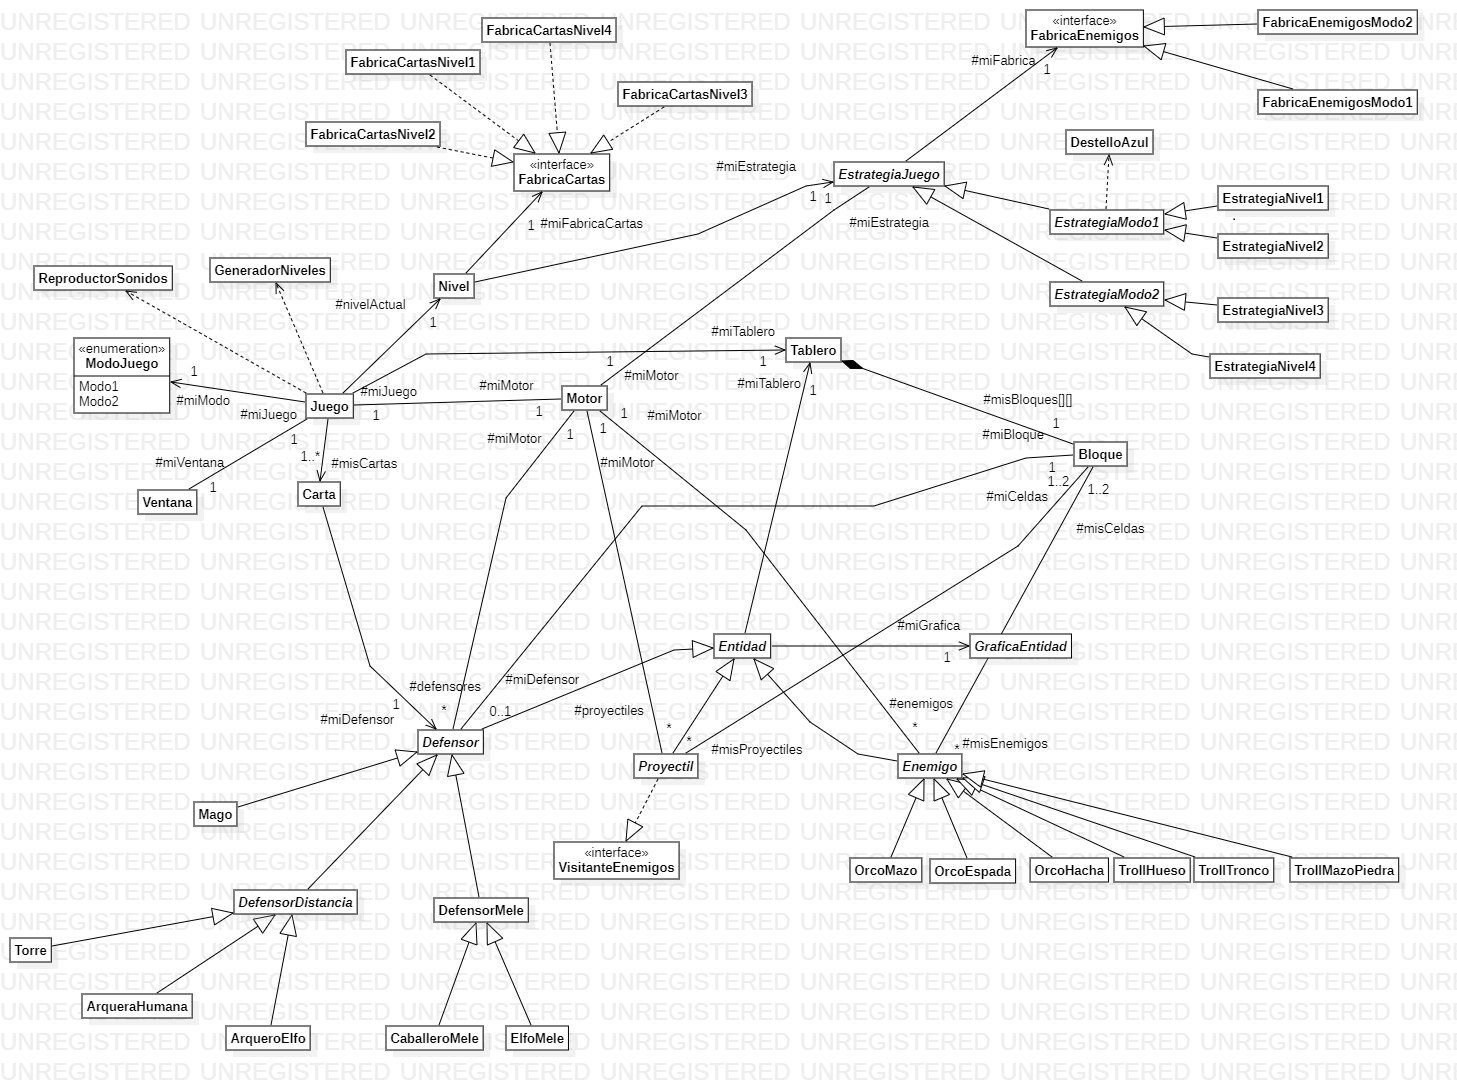 FabricaCartasNivel4
«interface»
FabricaEnemigos
FabricaEnemigosModo2
FabricaCartasNivel1
#miFabrica
1
FabricaCartasNivel3
FabricaEnemigosModo1
FabricaCartasNivel2
DestelloAzul
«interface»
FabricaCartas
#miEstrategia
EstrategiaJuego
1
1
EstrategiaNivel1
1
#miFabricaCartas
#miEstrategia
EstrategiaModo1
EstrategiaNivel2
ReproductorSonidos
GeneradorNiveles
Nivel
EstrategiaModo2
#nivelActual
1
EstrategiaNivel3
«enumeration»
ModoJuego
Modo1
Modo2
1
#miModo
#miTablero
1
1
Tablero
EstrategiaNivel4
#miMotor
#miTablero
1
#miJuego
#miMotor
Juego
1
1
Motor
#misBloques[][]
1
#miJuego
1
1
#miMotor
#miMotor
1
1
#miBloque
Bloque
1..*
#misCartas
#miVentana
1
#miMotor
1
1..2
1..2
#miCeldas
Ventana
Carta
#misCeldas
#miGrafica
Entidad
1
GraficaEntidad
#defensores
#miDefensor
1
*
0..1
#miDefensor
#proyectiles
*
*
#enemigos
*
Defensor
#misProyectiles
*
#misEnemigos
Proyectil
Enemigo
Mago
«interface»
VisitanteEnemigos
OrcoMazo
OrcoEspada
OrcoHacha
TrollHueso
TrollTronco
TrollMazoPiedra
DefensorDistancia
DefensorMele
Torre
ArqueraHumana
ArqueroElfo
CaballeroMele
ElfoMele
UNREGISTERED